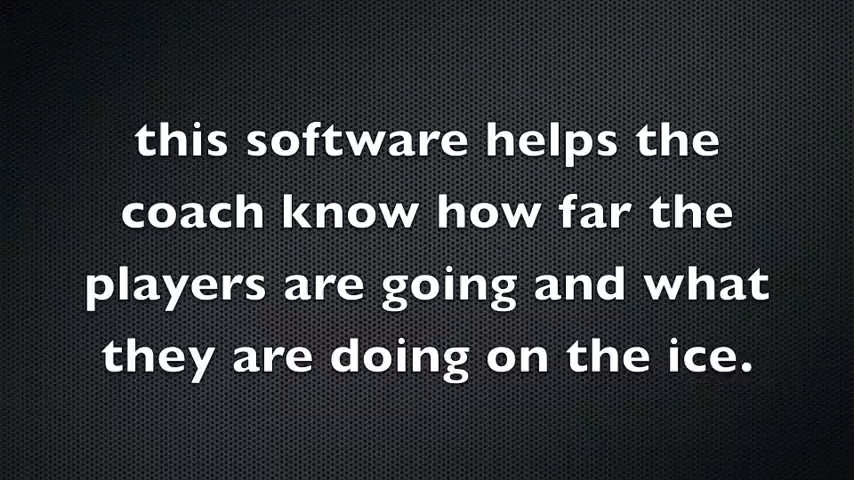 this software helps the
coach know how far the
players are going and what
they are doing on the ice.